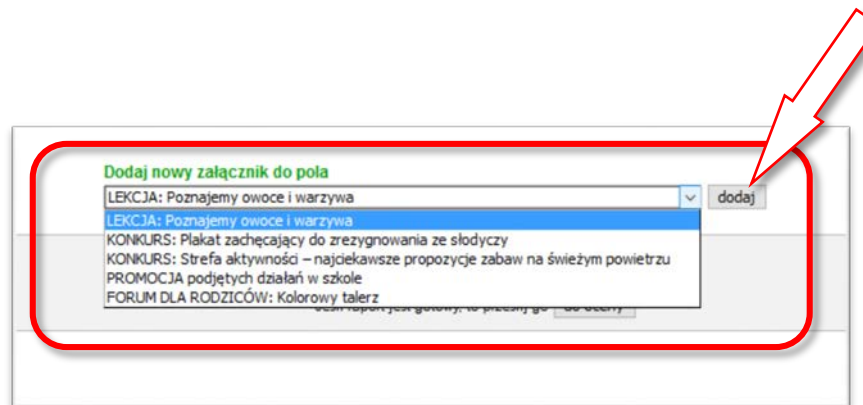 Dodaj nowy załącznik do pola
LEKCJA: Poznajemy owoce i warzywa dodaj
LEKCJA: Poznajemy owoce i warzywa
KONKURS: Plakat zachęcający do zrezygnowania ze słodyczy
KONKURS: Strefa aktywności – najciekawsze propozycje zabaw na świeżym powietrzu
PROMOCJA podjętych działań w szkole
FORUM DLA RODZICÓW: Kolorowy talerz